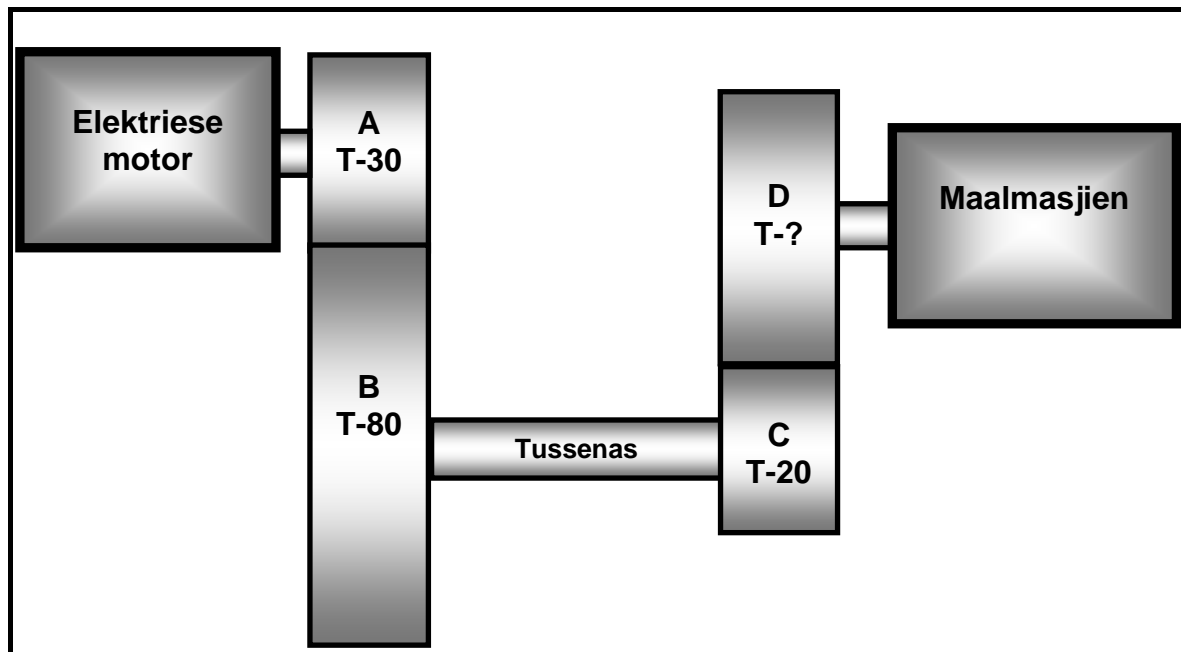 Elektriese
motor
A
T-30
B
T-80
Tussenas
D
T-?
C
T-20
Maalmasjien